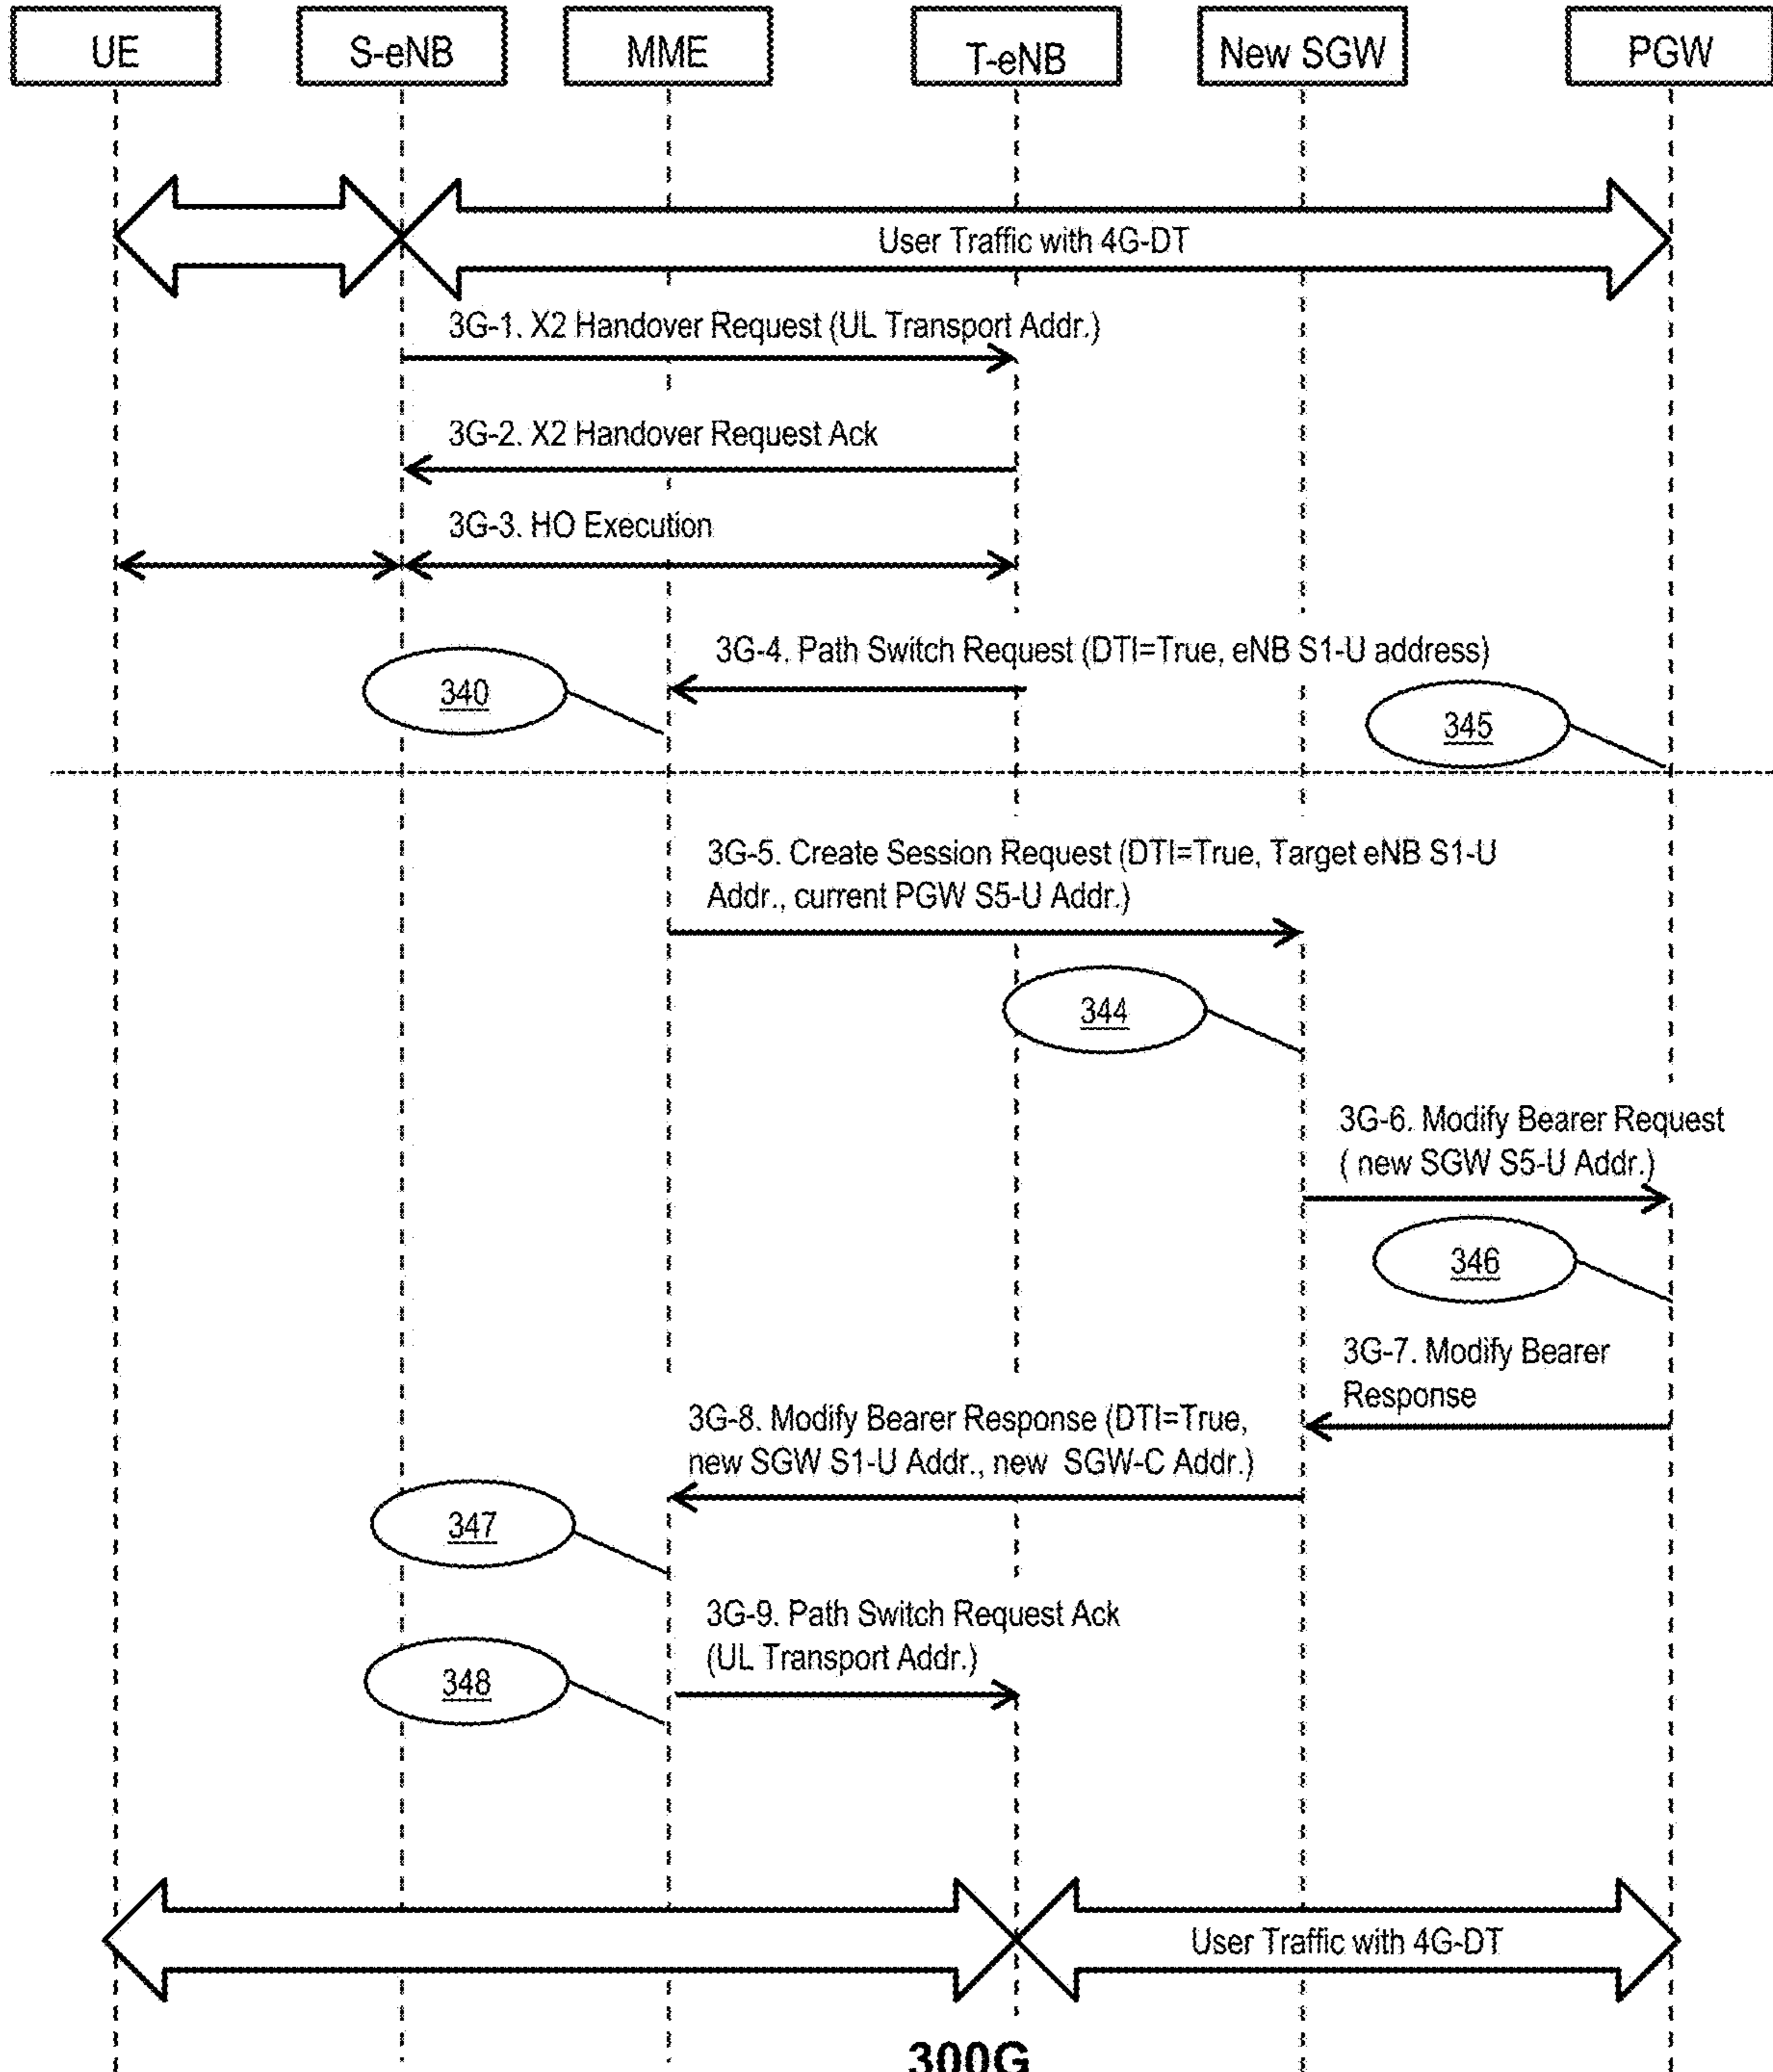 UE
S-eNB
MME
T-eNB
New SGW
PGW
User Traffic with 4G-DT
3G-1. X2 Handover Request (UL Transport Addr.)
3G-2. X2 Handover Request Ack
3G-3. HO Execution
3G-4. Path Switch Request (DTI=True, eNB S1-U address)
340
345
3G-5. Create Session Request (DTI=True, Target eNB S1-U
Addr., current PGW S5-U Addr.)
344
3G-6. Modify Bearer Request
( new SGW S5-U Addr.)
346
3G-7. Modify Bearer
Response
3G-8. Modify Bearer Response (DTI=True,
new SGW S1-U Addr., new SGW-C Addr.)
347
3G-9. Path Switch Request Ack
(UL Transport Addr.)
348
User Traffic with 4G-DT
300G